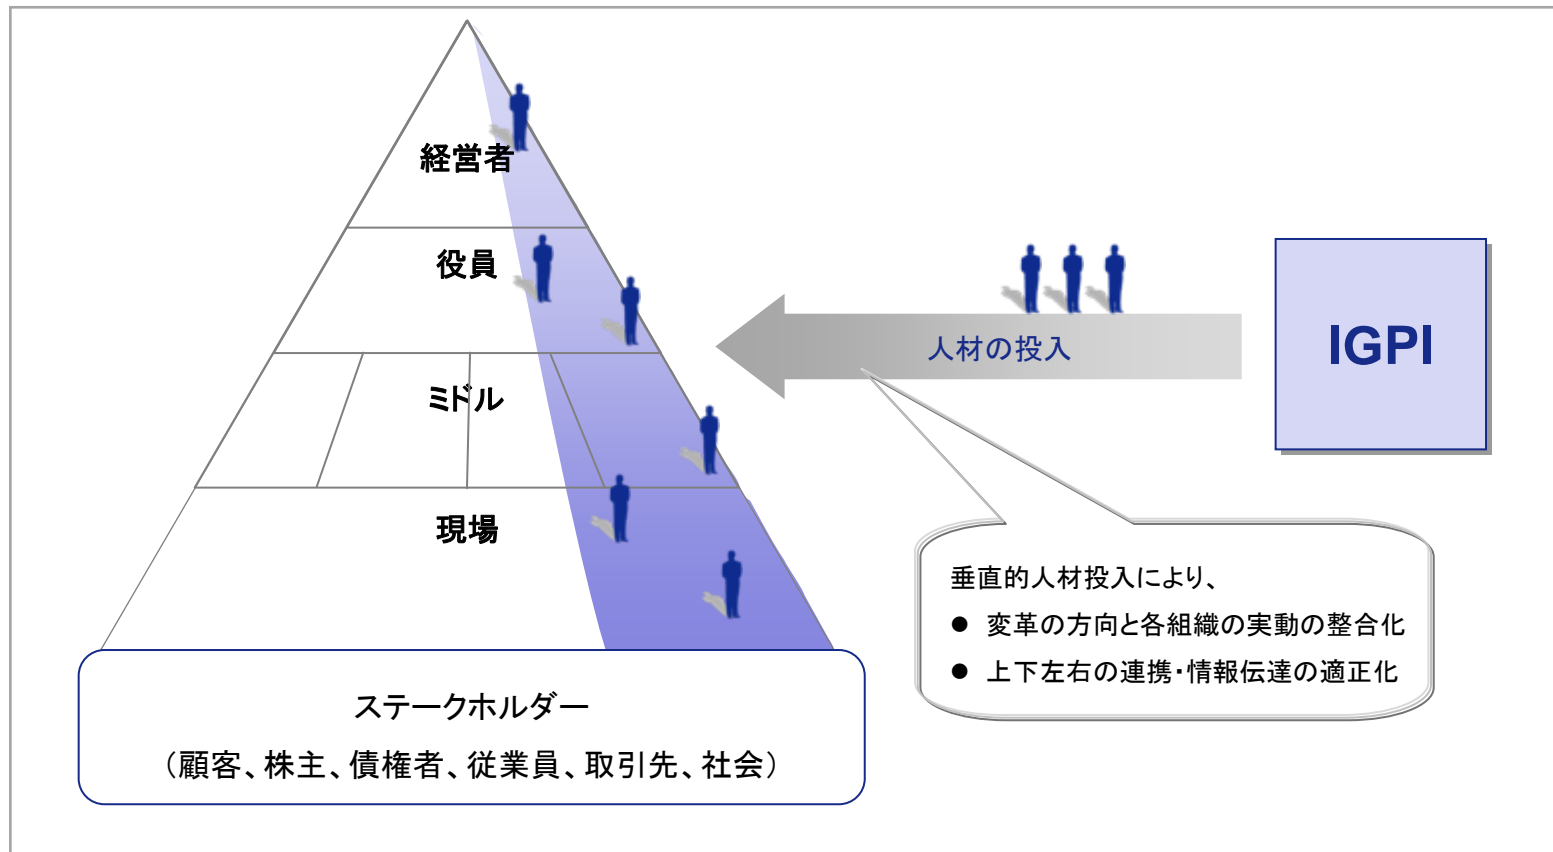 経営者
役員
ミドル
現場
ステークホルダー
（顧客、株主、債権者、従業員、取引先、社会）
人材の投入
IGPI
垂直的人材投入により、
● 変革の方向と各組織の実動の整合化
● 上下左右の連携・情報伝達の適正化